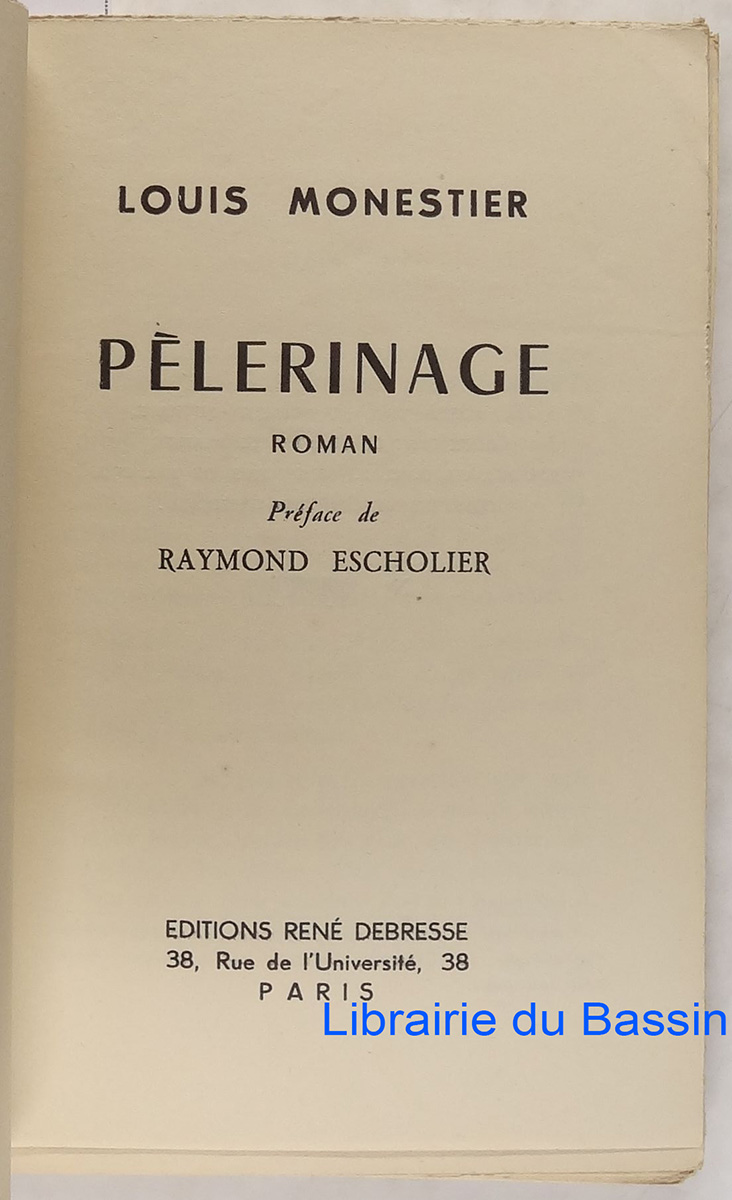 LOUIS MONESTIER
PÈLERINAGE
ROMAN
Préface de
RAYMOND ESCHOLIER
EDITIONS RENÉ DEBRESSE
38, Rue de l'Université, 38
PARIS
Librairie du Bassin